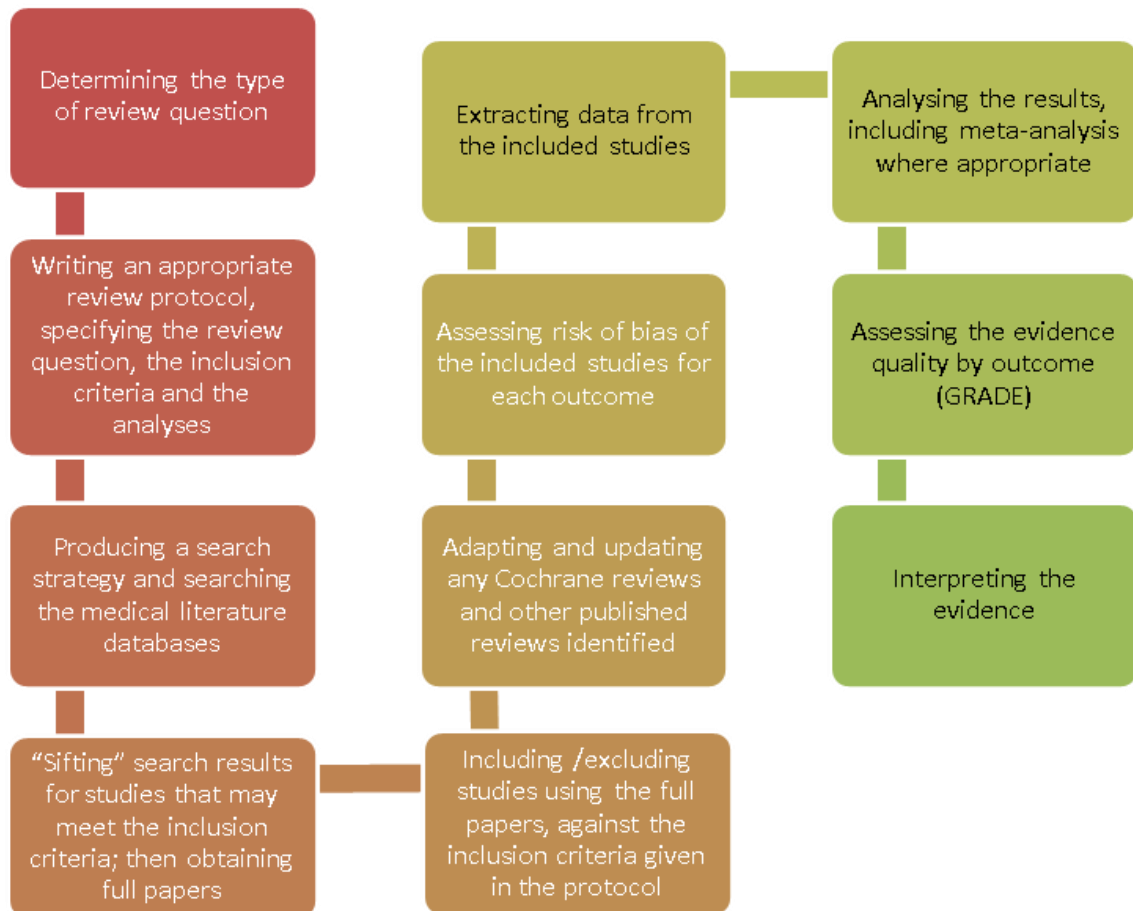 Determining the type
of review question
Writing an appropriate
review protocol,
specifying the review
question, the inclusion
criteria and the
analyses
Producing a search
strategy and searching
the medical literature
databases
“Sifting” search results
for studies that may
meet the inclusion
criteria; then obtaining
full papers
Including /excluding
studies using the full
papers, against the
inclusion criteria given
in the protocol
Adapting and updating
any Cochrane reviews
and other published
reviews identified
Assessing risk of bias of
the included studies for
each outcome
Extracting data from
the included studies
Analysing the results,
including meta-analysis
where appropriate
Assessing the evidence
quality by outcome
(GRADE)
Interpreting the
evidence